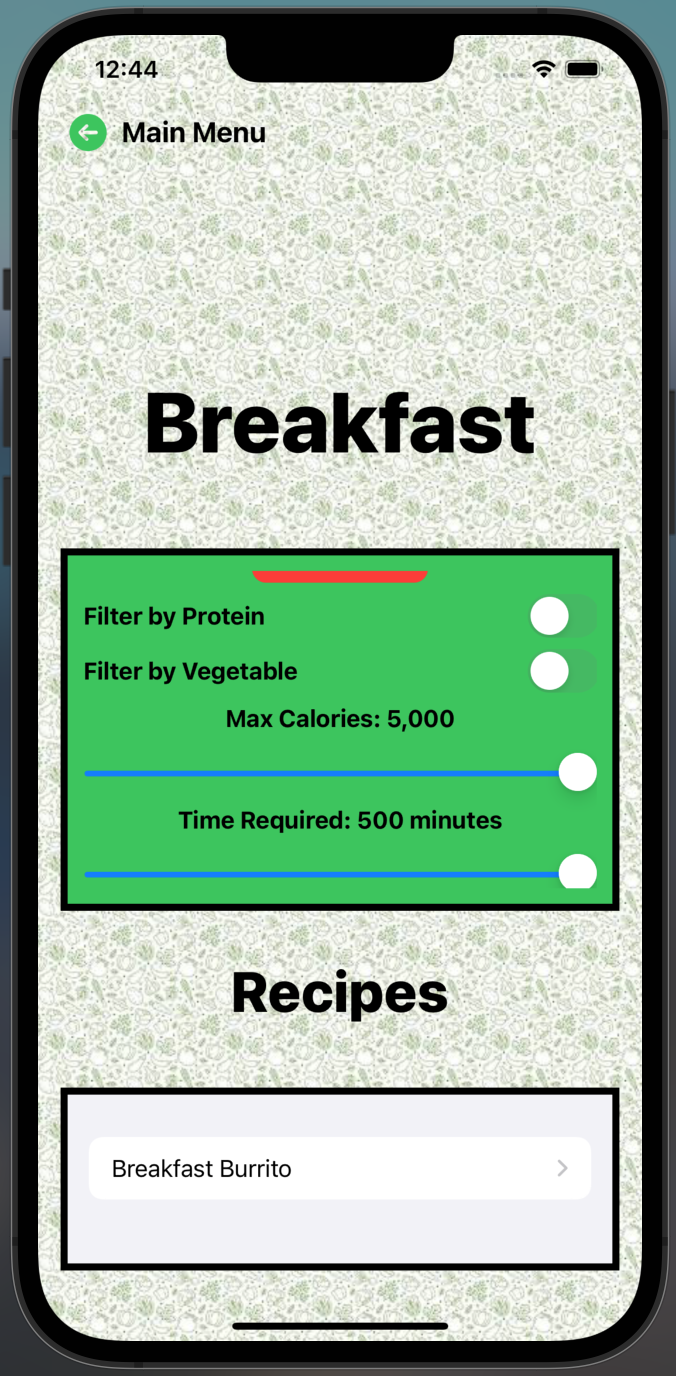 12:44
Main Menu
Breakfast
Filter by Protein
Filter by Vegetable
Max Calories: 5,000
Time Required: 500 minutes
Recipes
Breakfast Burrito